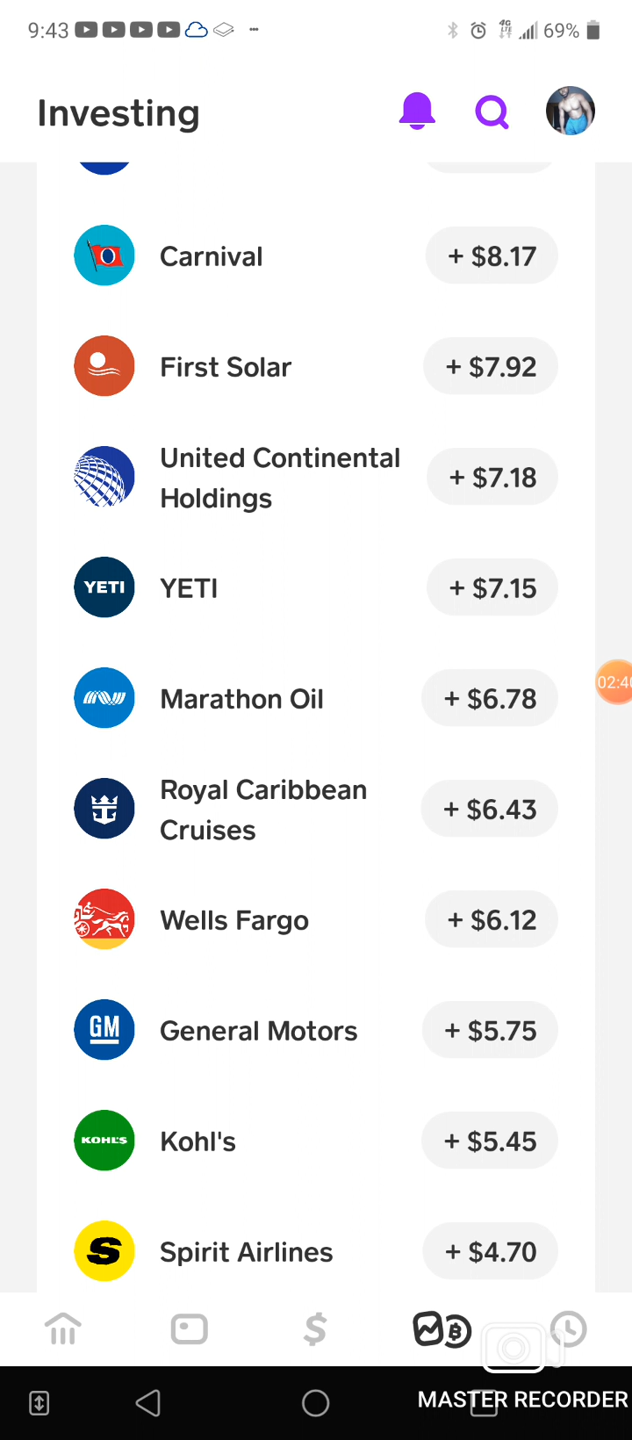 9:43
4G
LTE
69%
Investing
Carnival
+ $8.17
First Solar
+ $7.92
United Continental
Holdings
+ $7.18
YETI
YETI
+ $7.15
Marathon Oil
+ $6.78
Royal Caribbean
Cruises
+ $6.43
Wells Fargo
+ $6.12
GM
General Motors
+ $5.75
KOHL'S
Kohl's
+ $5.45
S
Spirit Airlines
+ $4.70
$
MASTER RECORDER